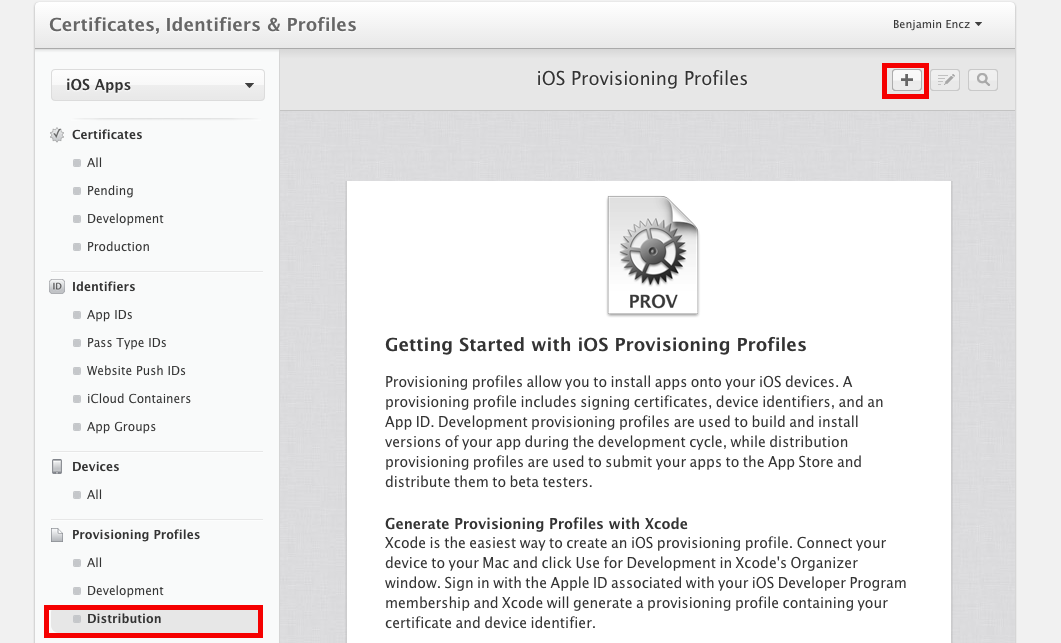 Certificates, Identifiers & Profiles
Benjamin Encz
iOS Apps
iOS Provisioning Profiles
Certificates
All
Pending
Development
Production
ID
Identifiers
App IDs
Pass Type IDs
Website Push IDs
iCloud Containers
App Groups
Devices
All
Provisioning Profiles
All
Development
Distribution
PROV
Getting Started with iOS Provisioning Profiles
Provisioning profiles allow you to install apps onto your iOS devices. A
provisioning profile includes signing certificates, device identifiers, and an
App ID. Development provisioning profiles are used to build and install
versions of your app during the development cycle, while distribution
provisioning profiles are used to submit your apps to the App Store and
distribute them to beta testers.
Generate Provisioning Profiles with Xcode
Xcode is the easiest way to create an iOS provisioning profile. Connect your
device to your Mac and click Use for Development in Xcode's Organizer
window. Sign in with the Apple ID associated with your iOS Developer Program
membership and Xcode will generate a provisioning profile containing your
certificate and device identifier.